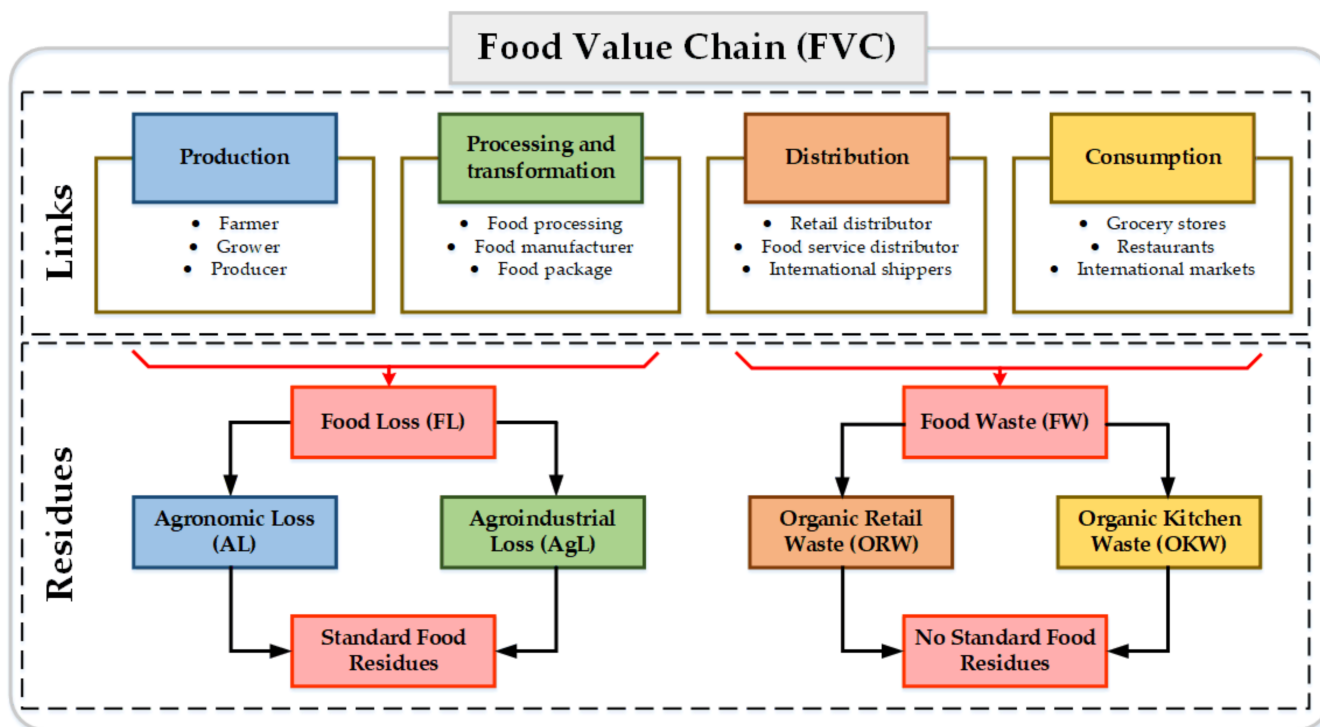 Food Value Chain (FVC)
Links
Production
• Farmer
• Grower
• Producer
Processing and
transformation
• Food processing
• Food manufacturer
• Food package
Distribution
• Retail distributor
• Food service distributor
• International shippers
Consumption
• Grocery stores
• Restaurants
• International markets
Residues
Food Loss (FL)
Agronomic Loss
(AL)
Agroindustrial
Loss (AgL)
Standard Food
Residues
Food Waste (FW)
Organic Retail
Waste (ORW)
Organic Kitchen
Waste (OKW)
No Standard Food
Residues